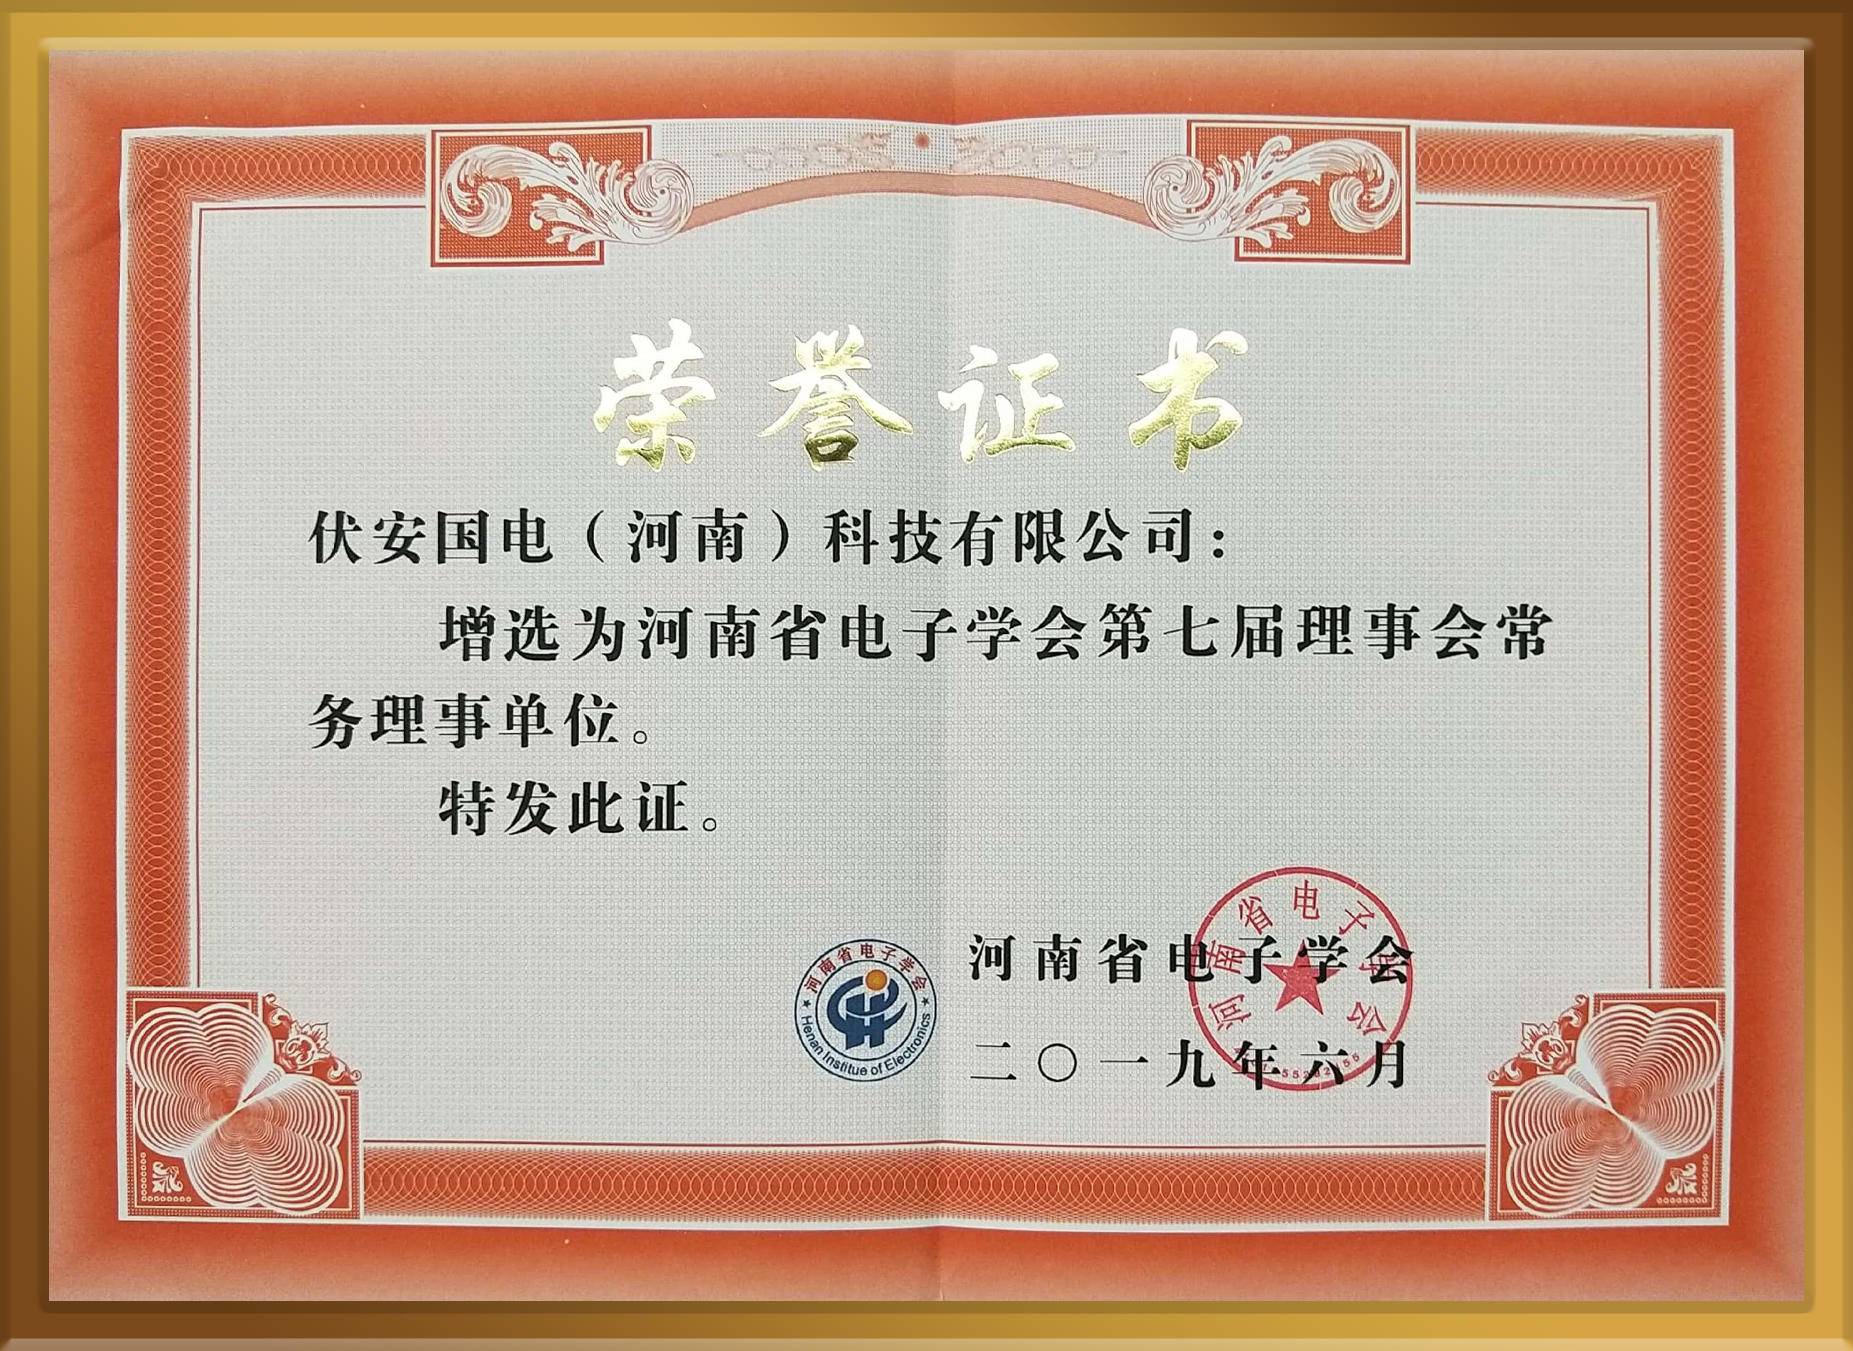 荣誉证书
伏安国电（河南）科技有限公司：
增选为河南省电子学会第七届理事会常
务理事单位。
特发此证。
河南省电子学会
Henan Institue of Electronics
河南省电子学会
河南省电子学会
二〇一九年六月